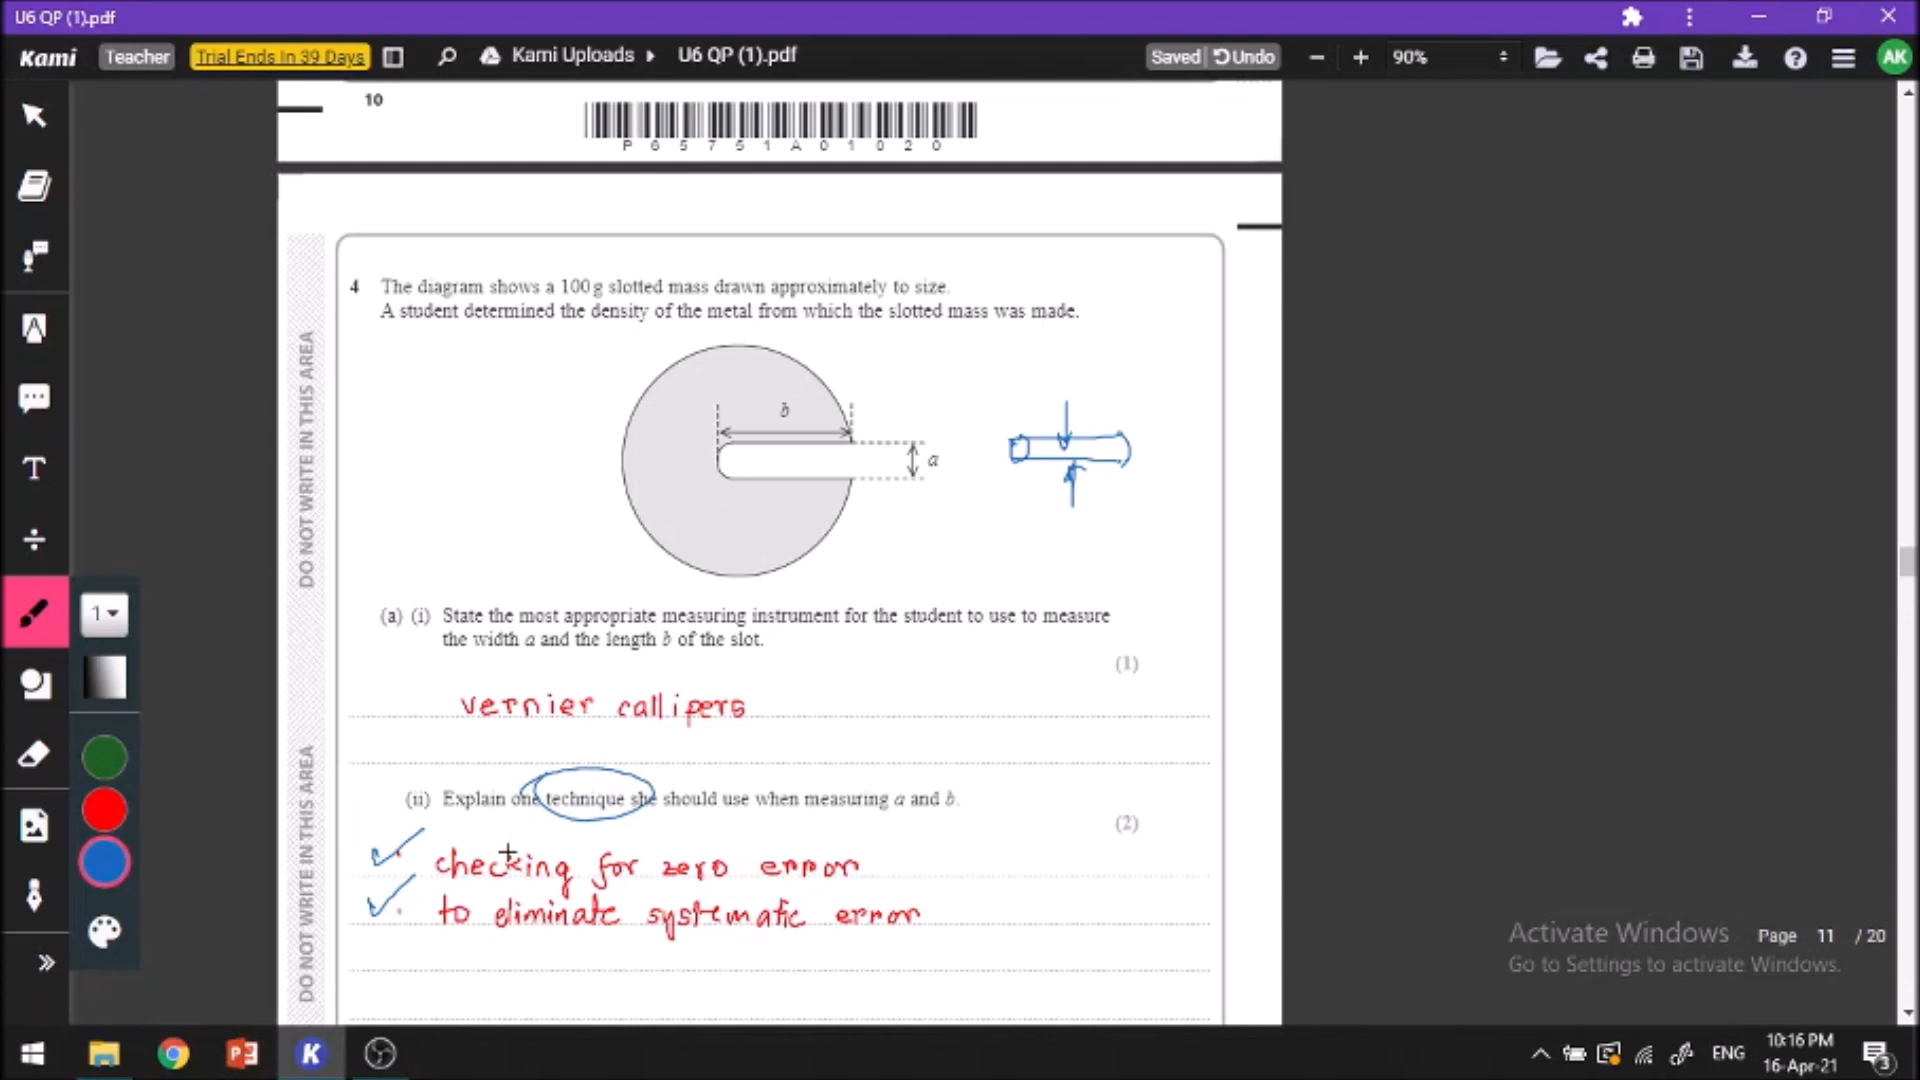 U6 QP (1).pdf
Kami Teacher Trial Ends In 39 Days Kami Uploads U6 QP (1).pdf Saved Undo 90% AK
10
P 6 5 7 5 1 A 0 1 0 2 0
4 The diagram shows a 100 g slotted mass drawn approximately to size.
A student determined the density of the metal from which the slotted mass was made.
b
a
DO NOT WRITE IN THIS AREA
(a) (i) State the most appropriate measuring instrument for the student to use to measure
the width a and the length b of the slot.
(1)
vernier callipers
(ii) Explain one technique she should use when measuring a and b.
(2)
checking for zero error
to eliminate systematic error
DO NOT WRITE IN THIS AREA
1
T
Activate Windows
Go to Settings to activate Windows.
Page 11 / 20
ENG
10:16 PM
16-Apr-21
3